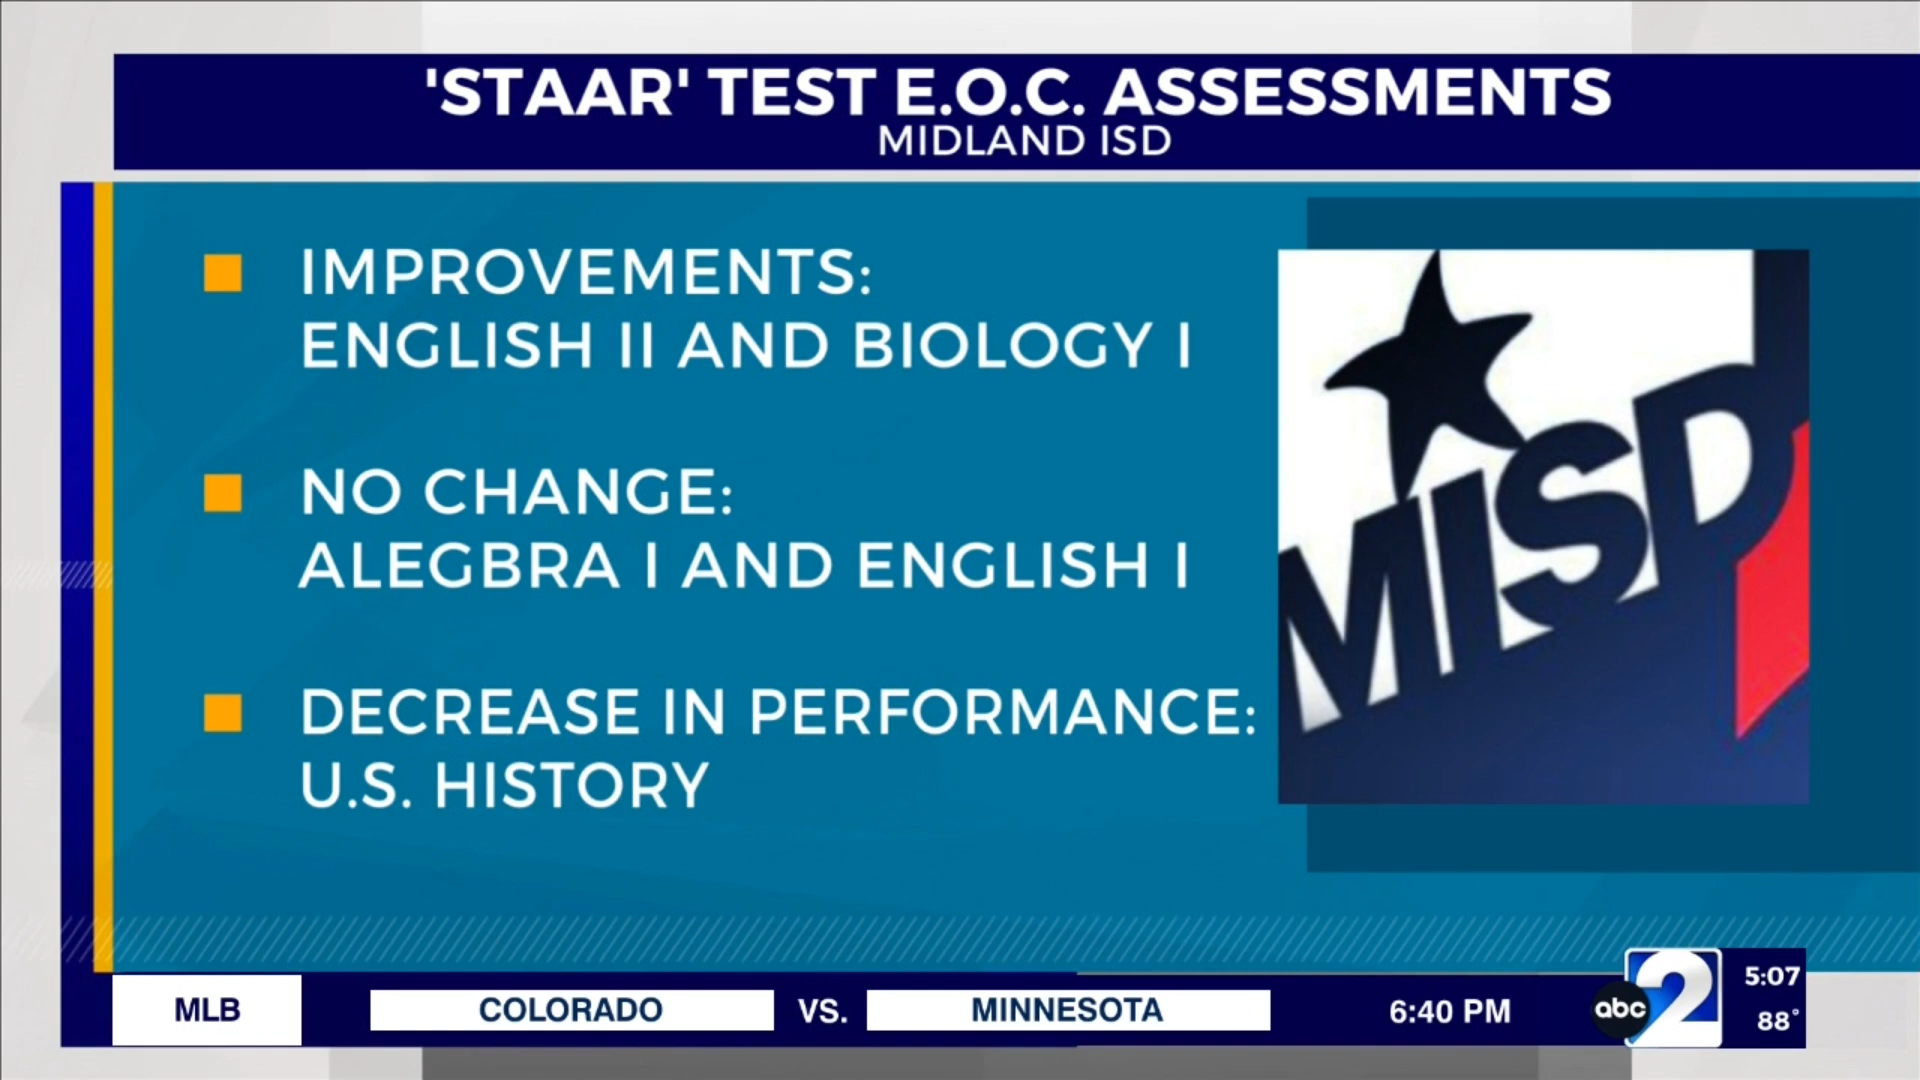 'STAAR' TEST E.O.C. ASSESSMENTS
MIDLAND ISD
IMPROVEMENTS:
ENGLISH II AND BIOLOGY I
NO CHANGE:
ALEGBRA I AND ENGLISH I
DECREASE IN PERFORMANCE:
U.S. HISTORY
MISD
MLB COLORADO VS. MINNESOTA 6:40 PM
abc 2
5:07
88°